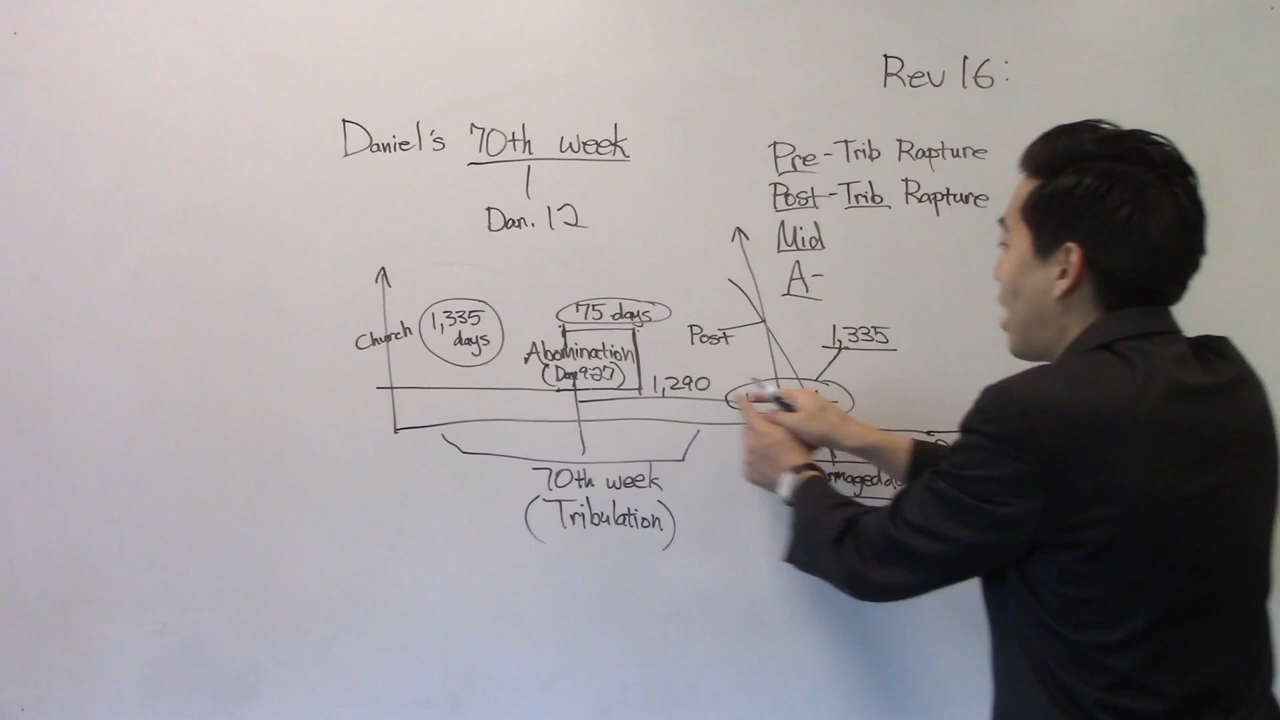 Rev 16:
Daniel's 70th week
Dan. 12
Pre-Trib Rapture
Post-Trib Rapture
Mid
A-
Church
1,335
days
75 days
Abomination
(Dan 9:27)
1,290
Post
1,335
70th week
(Tribulation)